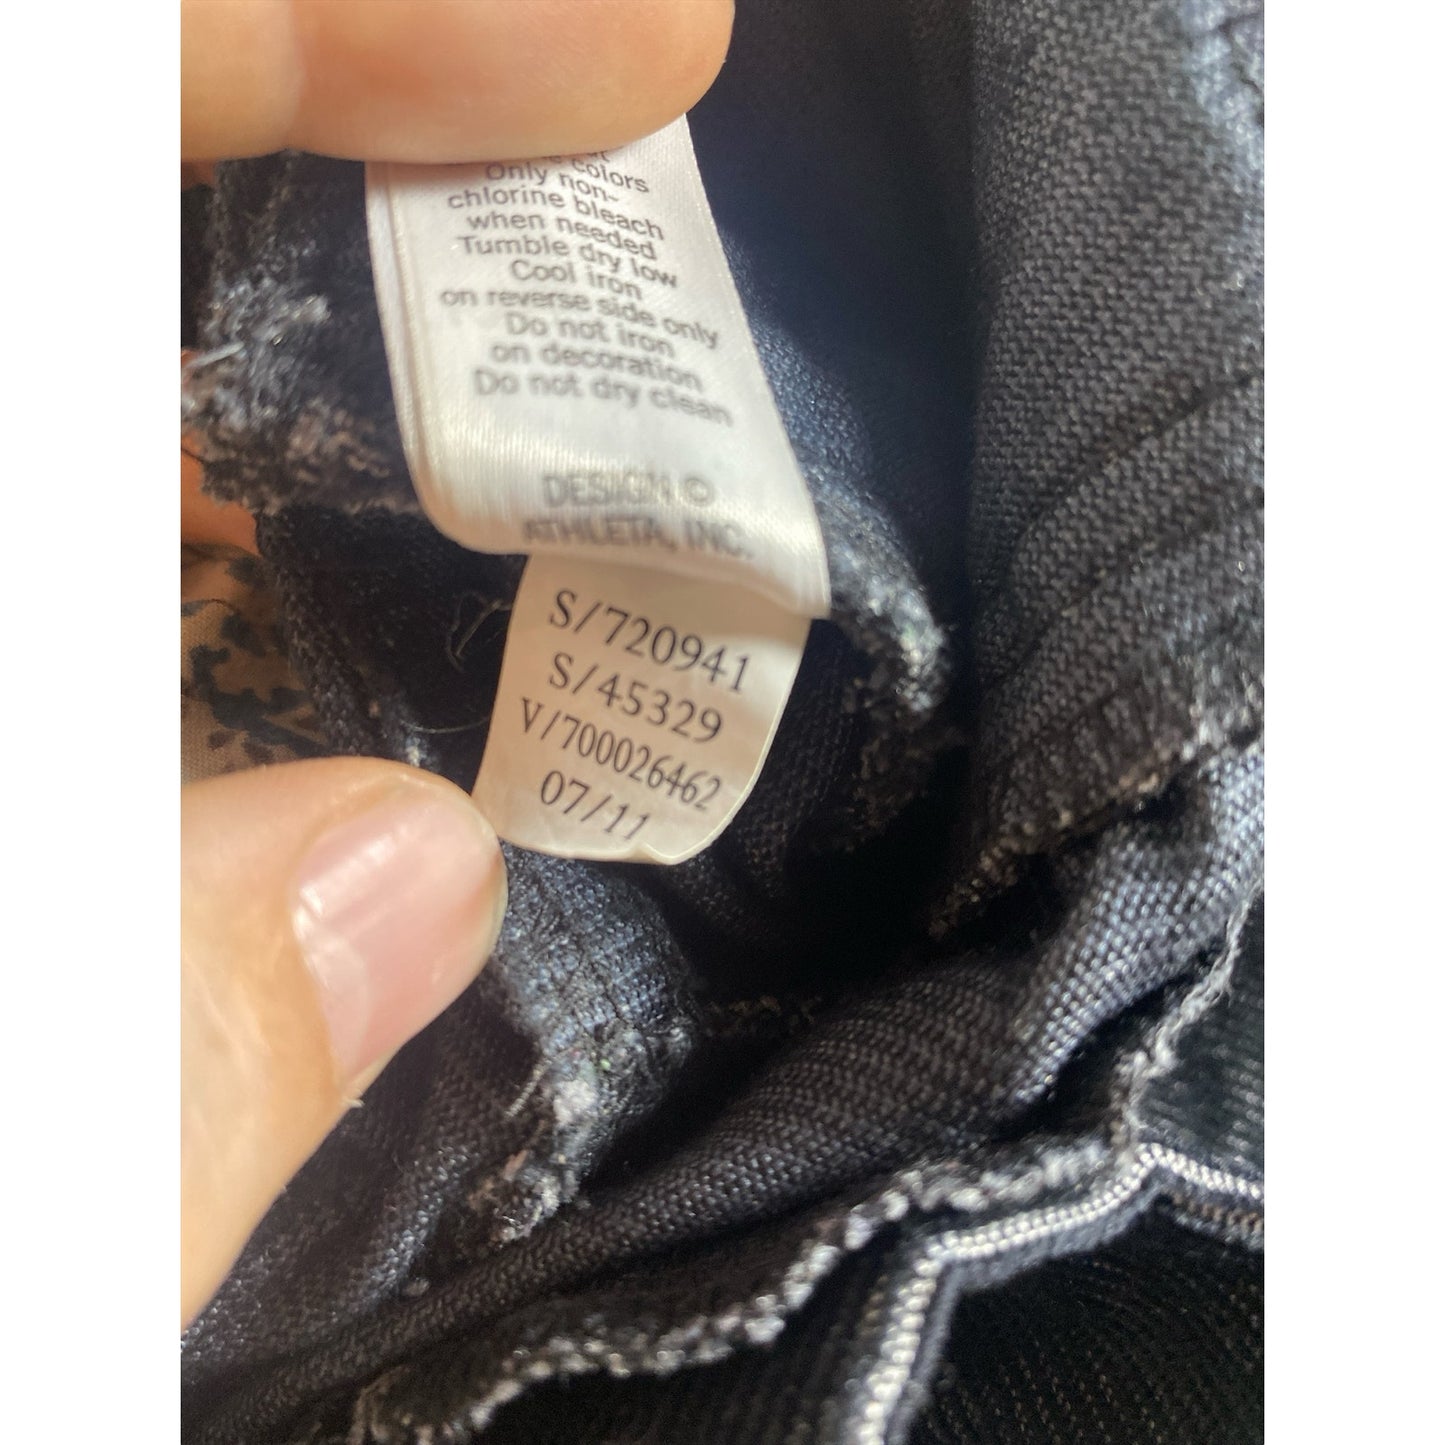 colors
Only non-
chlorine bleach
when needed
Tumble dry low
Cool iron
on reverse side only
Do not iron
on decoration
Do not dry clean
DESIGN ©
ATHLETA, INC.
S/720941
S/45329
V/700026462
07/11